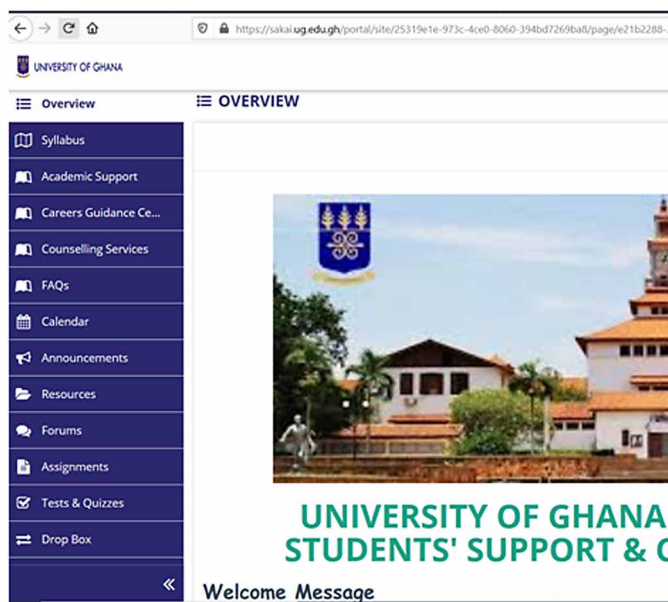 https://sakai.ug.edu.gh/portal/site/25319e1e-973c-4ce0-8060-394bd7269ba8/page/e21b2288-
UNIVERSITY OF GHANA
Overview
OVERVIEW
Syllabus
Academic Support
Careers Guidance Ce...
Counselling Services
FAQs
Calendar
Announcements
Resources
Forums
Assignments
Tests & Quizzes
Drop Box
UNIVERSITY OF GHANA
STUDENTS' SUPPORT &
Welcome Message